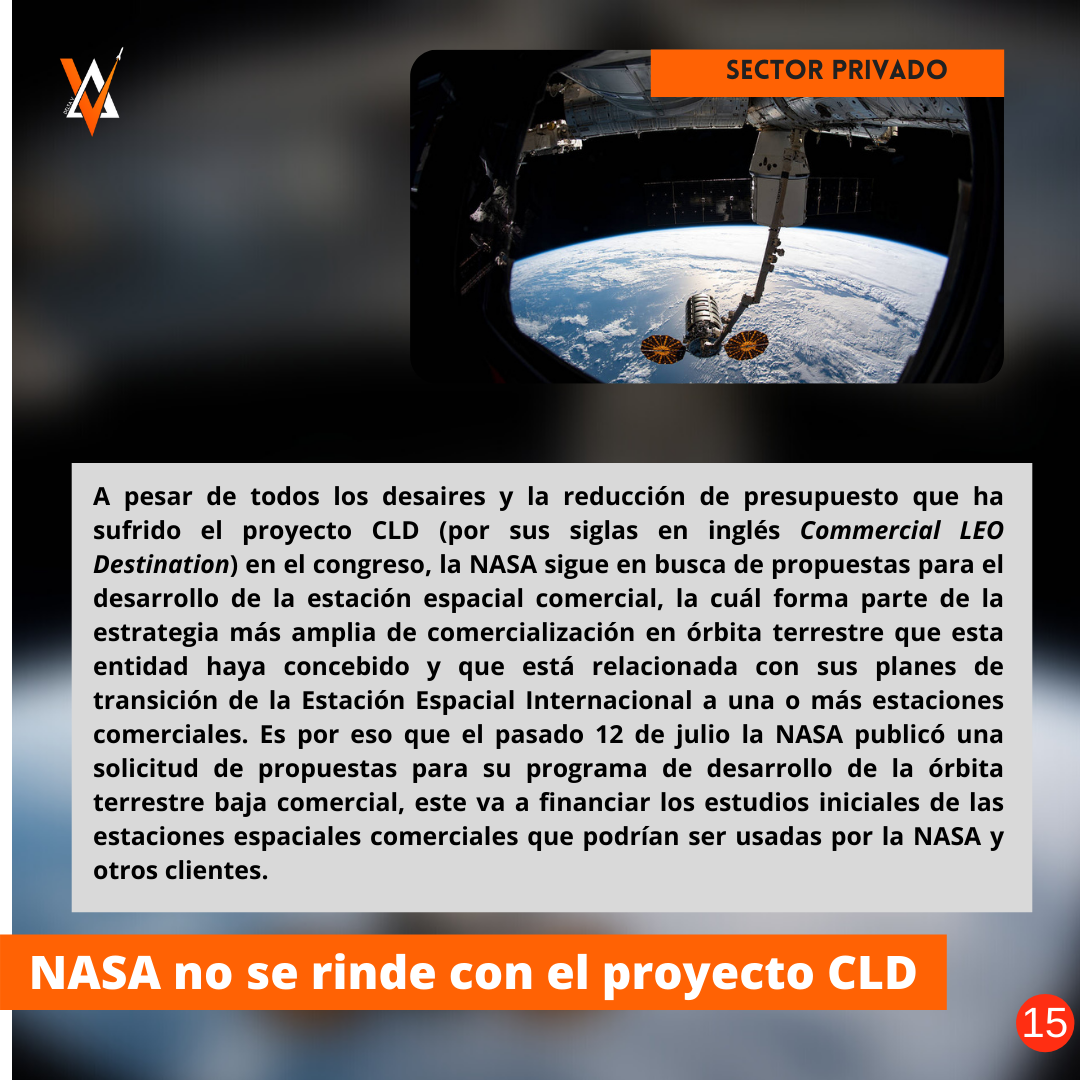 SECTOR PRIVADO
A pesar de todos los desaires y la reducción de presupuesto que ha
sufrido el proyecto CLD (por sus siglas en inglés Commercial LEO
Destination) en el congreso, la NASA sigue en busca de propuestas para el
desarrollo de la estación espacial comercial, la cuál forma parte de la
estrategia más amplia de comercialización en órbita terrestre que esta
entidad haya concebido y que está relacionada con sus planes de
transición de la Estación Espacial Internacional a una o más estaciones
comerciales. Es por eso que el pasado 12 de julio la NASA publicó una
solicitud de propuestas para su programa de desarrollo de la órbita
terrestre baja comercial, este va a financiar los estudios iniciales de las
estaciones espaciales comerciales que podrían ser usadas por la NASA y
otros clientes.
NASA no se rinde con el proyecto CLD
15